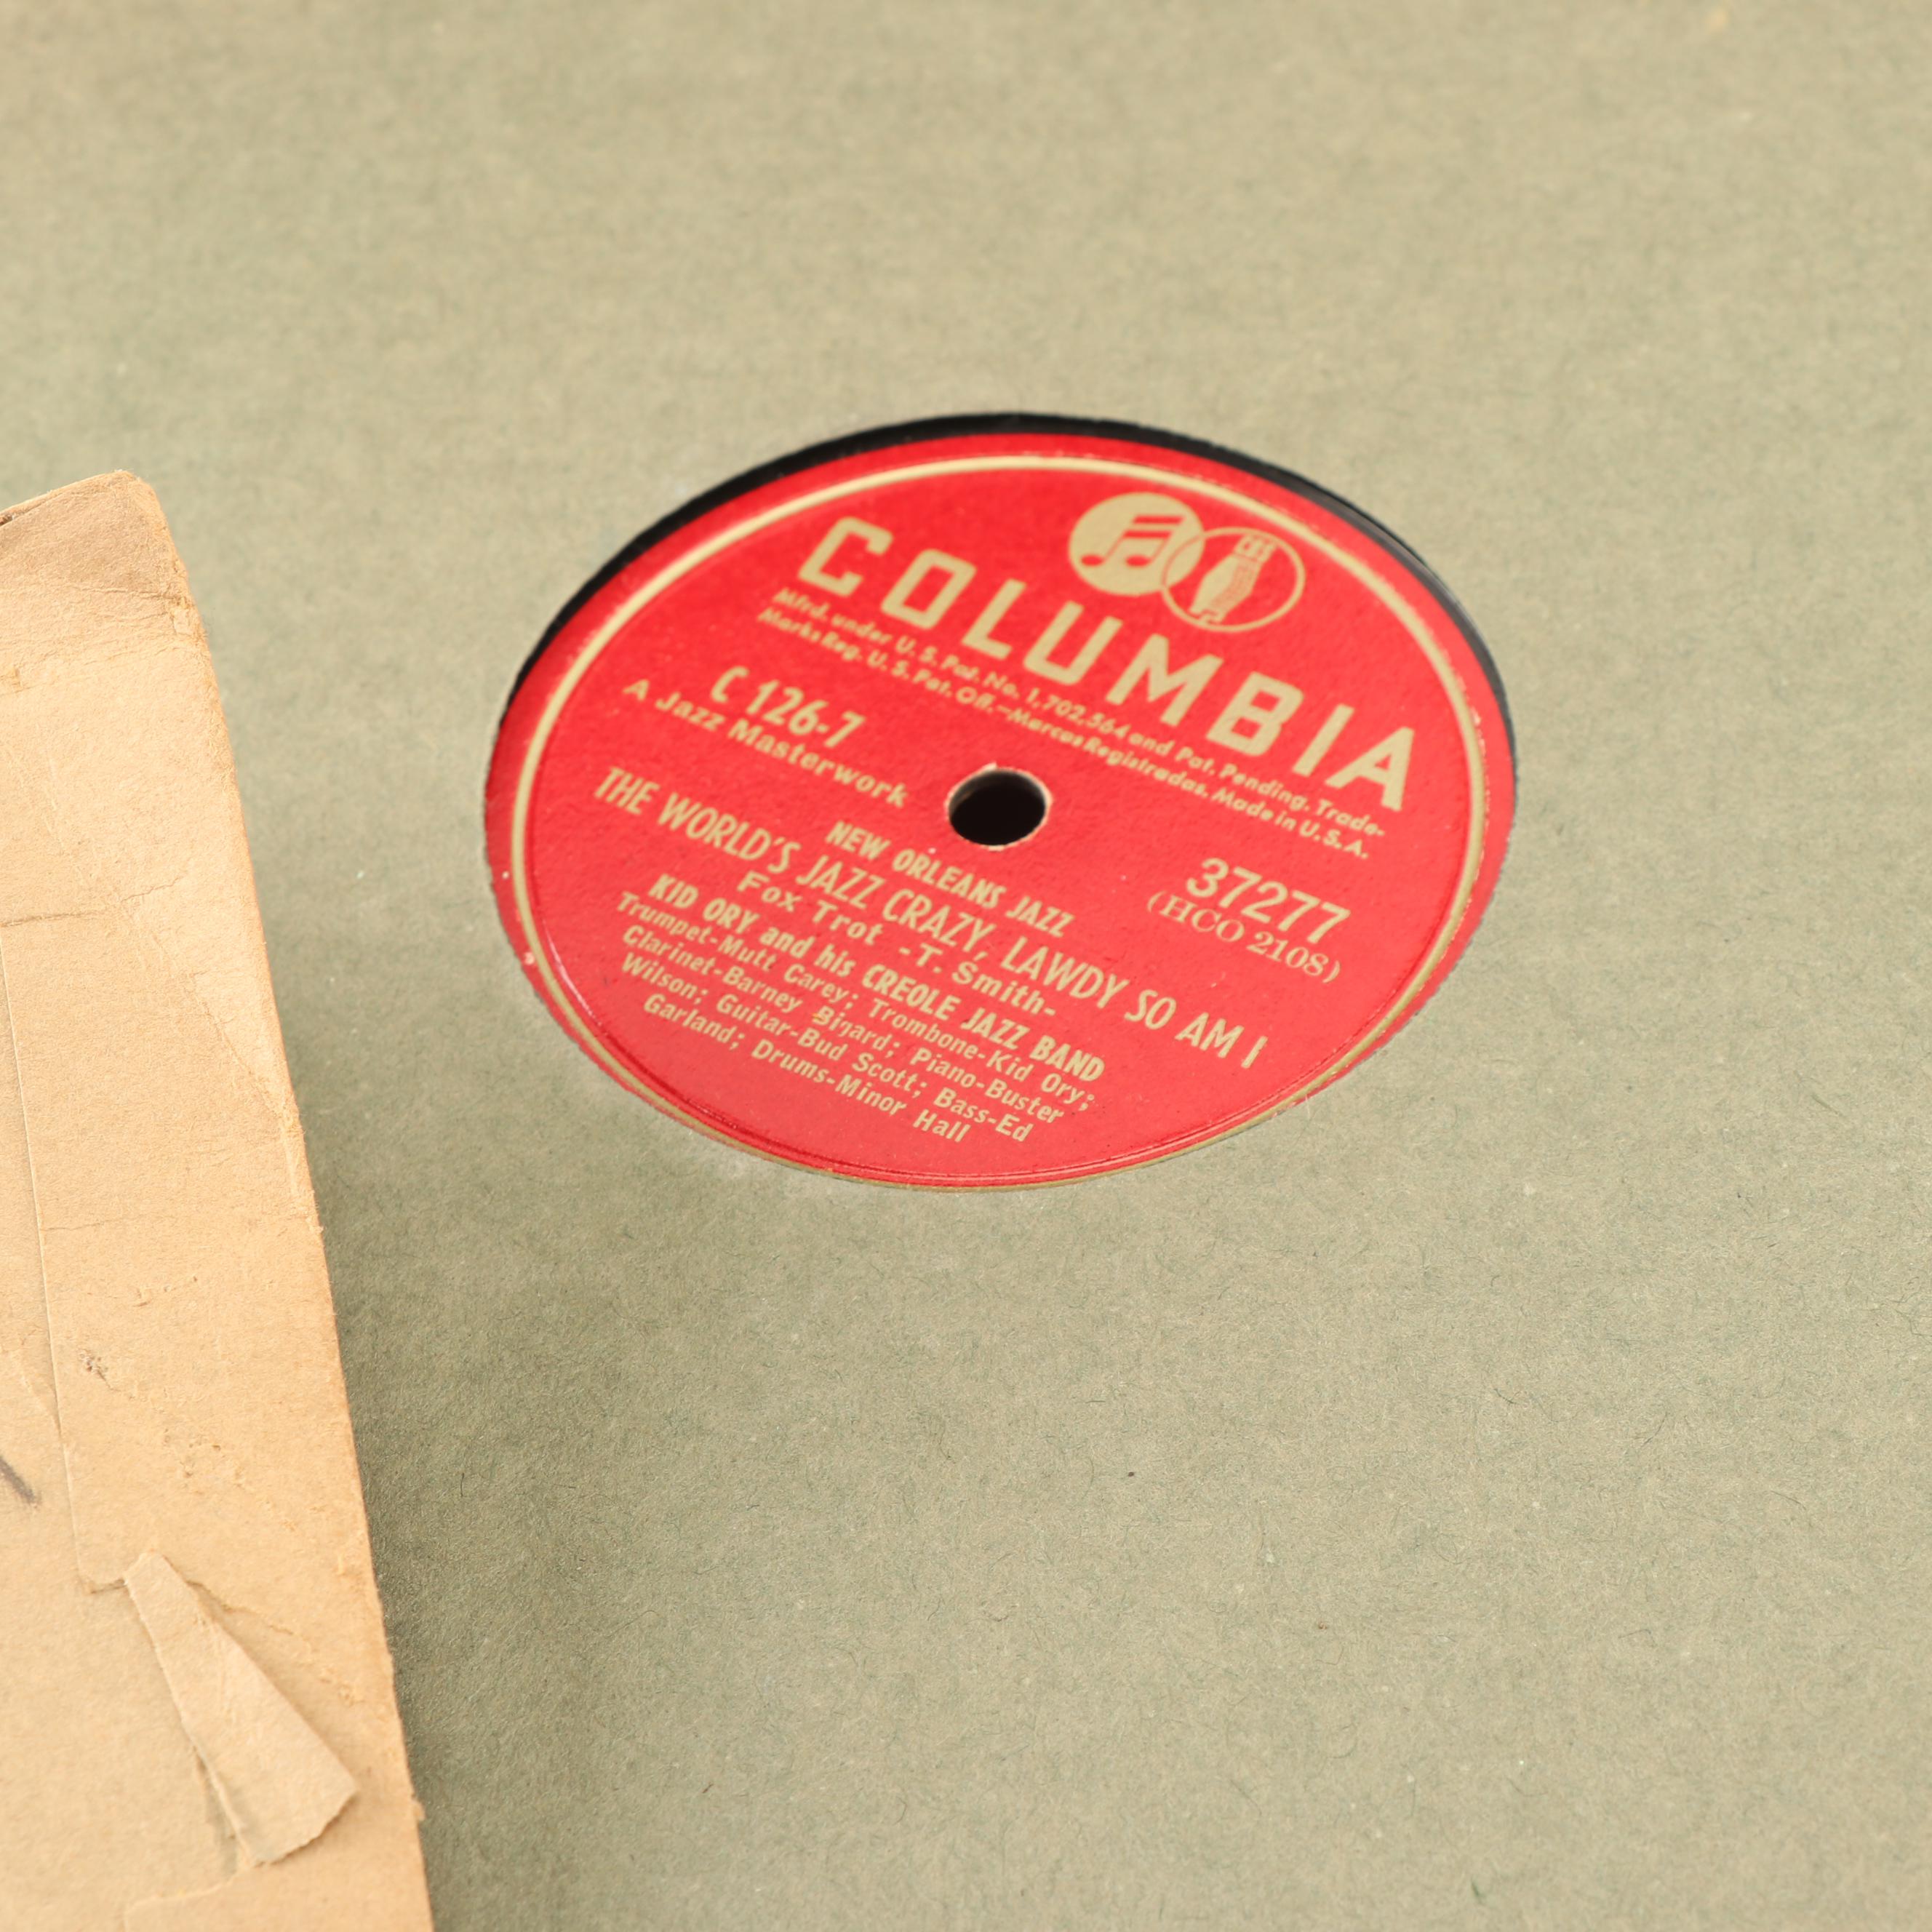 CBS
COLUMBIA
Mfrd. under U. S. Pat. No. 1,702,564 and Pat. Pending. Trade-
Marks Reg. U. S. Pat. Off.—Marcas Registradas. Made in U. S. A.
C 126-7
A Jazz Masterwork
37277
(HCO 2108)
NEW ORLEANS JAZZ
THE WORLD'S JAZZ CRAZY, LAWDY SO AM I
Fox Trot -T. Smith-
KID ORY and his CREOLE JAZZ BAND
Trumpet-Mutt Carey; Trombone-Kid Ory;
Clarinet-Barney Bigard; Piano-Buster
Wilson; Guitar-Bud Scott; Bass-Ed
Garland; Drums-Minor Hall